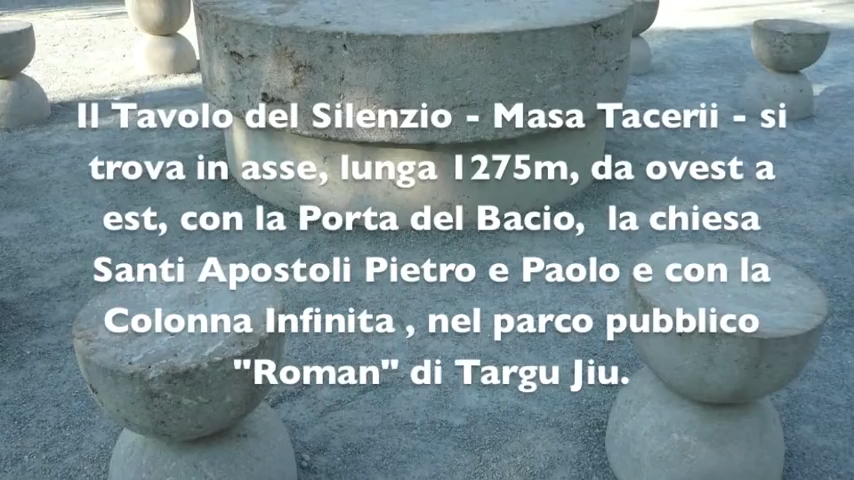 Il Tavolo del Silenzio - Masa Tacerii - si
trova in asse, lunga 1275m, da ovest a
est, con la Porta del Bacio, la chiesa
Santi Apostoli Pietro e Paolo e con la
Colonna Infinita , nel parco pubblico
"Roman" di Targu Jiu.